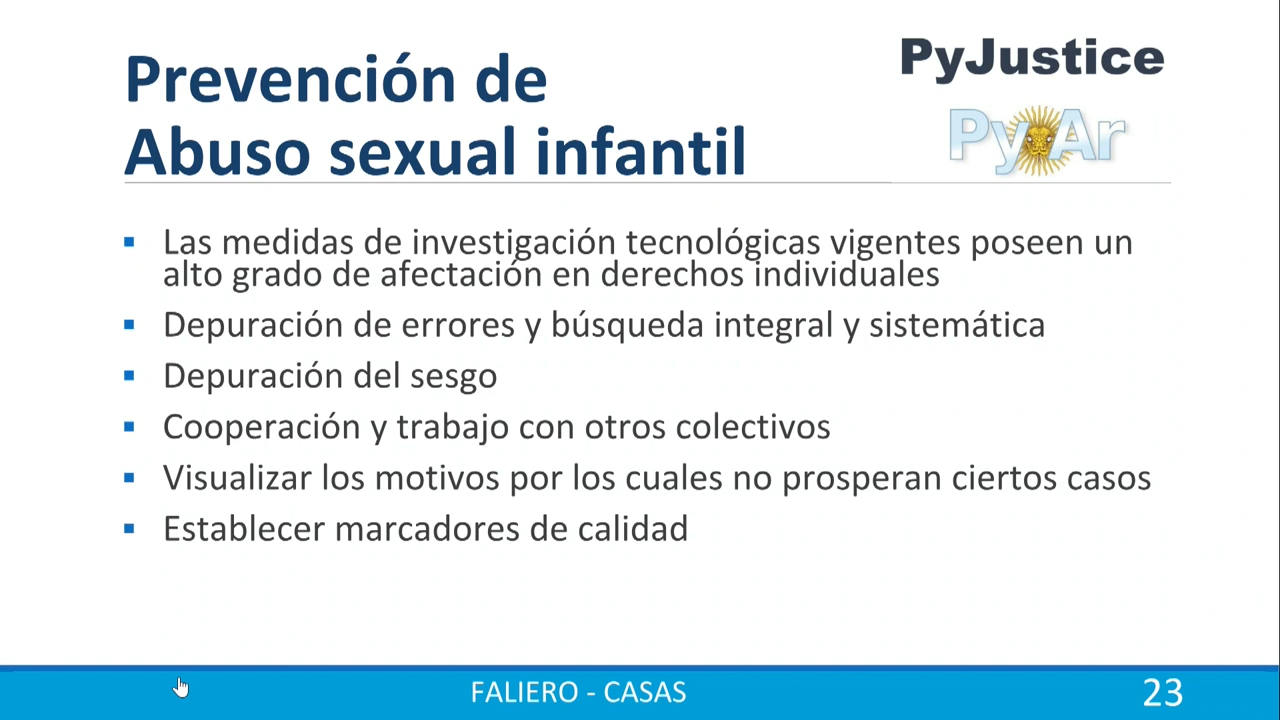 Prevención de
Abuso sexual infantil
PyJustice
PyAr
Las medidas de investigación tecnológicas vigentes poseen un
alto grado de afectación en derechos individuales
Depuración de errores y búsqueda integral y sistemática
Depuración del sesgo
Cooperación y trabajo con otros colectivos
Visualizar los motivos por los cuales no prosperan ciertos casos
Establecer marcadores de calidad
FALIERO - CASAS
23